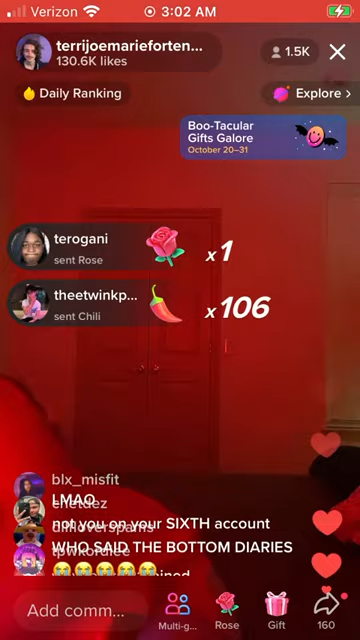 Verizon 3:02 AM
terrijoemarieforten...
130.6K likes
1.5K
Daily Ranking
Explore >
Boo-Tacular
Gifts Galore
October 20–31
terogani
sent Rose
x1
theetwinkp...
sent Chili
x106
blx_misfit
LMAO
not you on your SIXTH account
WHO SAID THE BOTTOM DIARIES
😭😭😭😭😭
joined
Add comm...
Multi-g...
Rose
Gift
160